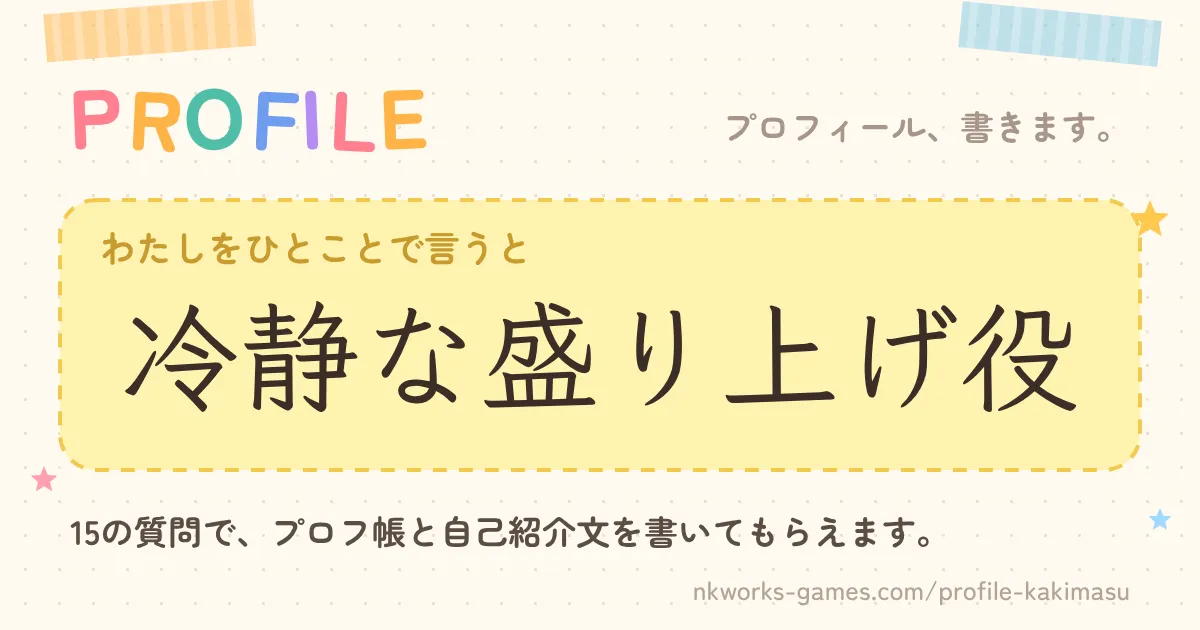 PROFILE
プロフィール、書きます。
わたしをひとことで言うと
冷静な盛り上げ役
15の質問で、プロフ帳と自己紹介文を書いてもらえます。
nkworks-games.com/profile-kakimasu